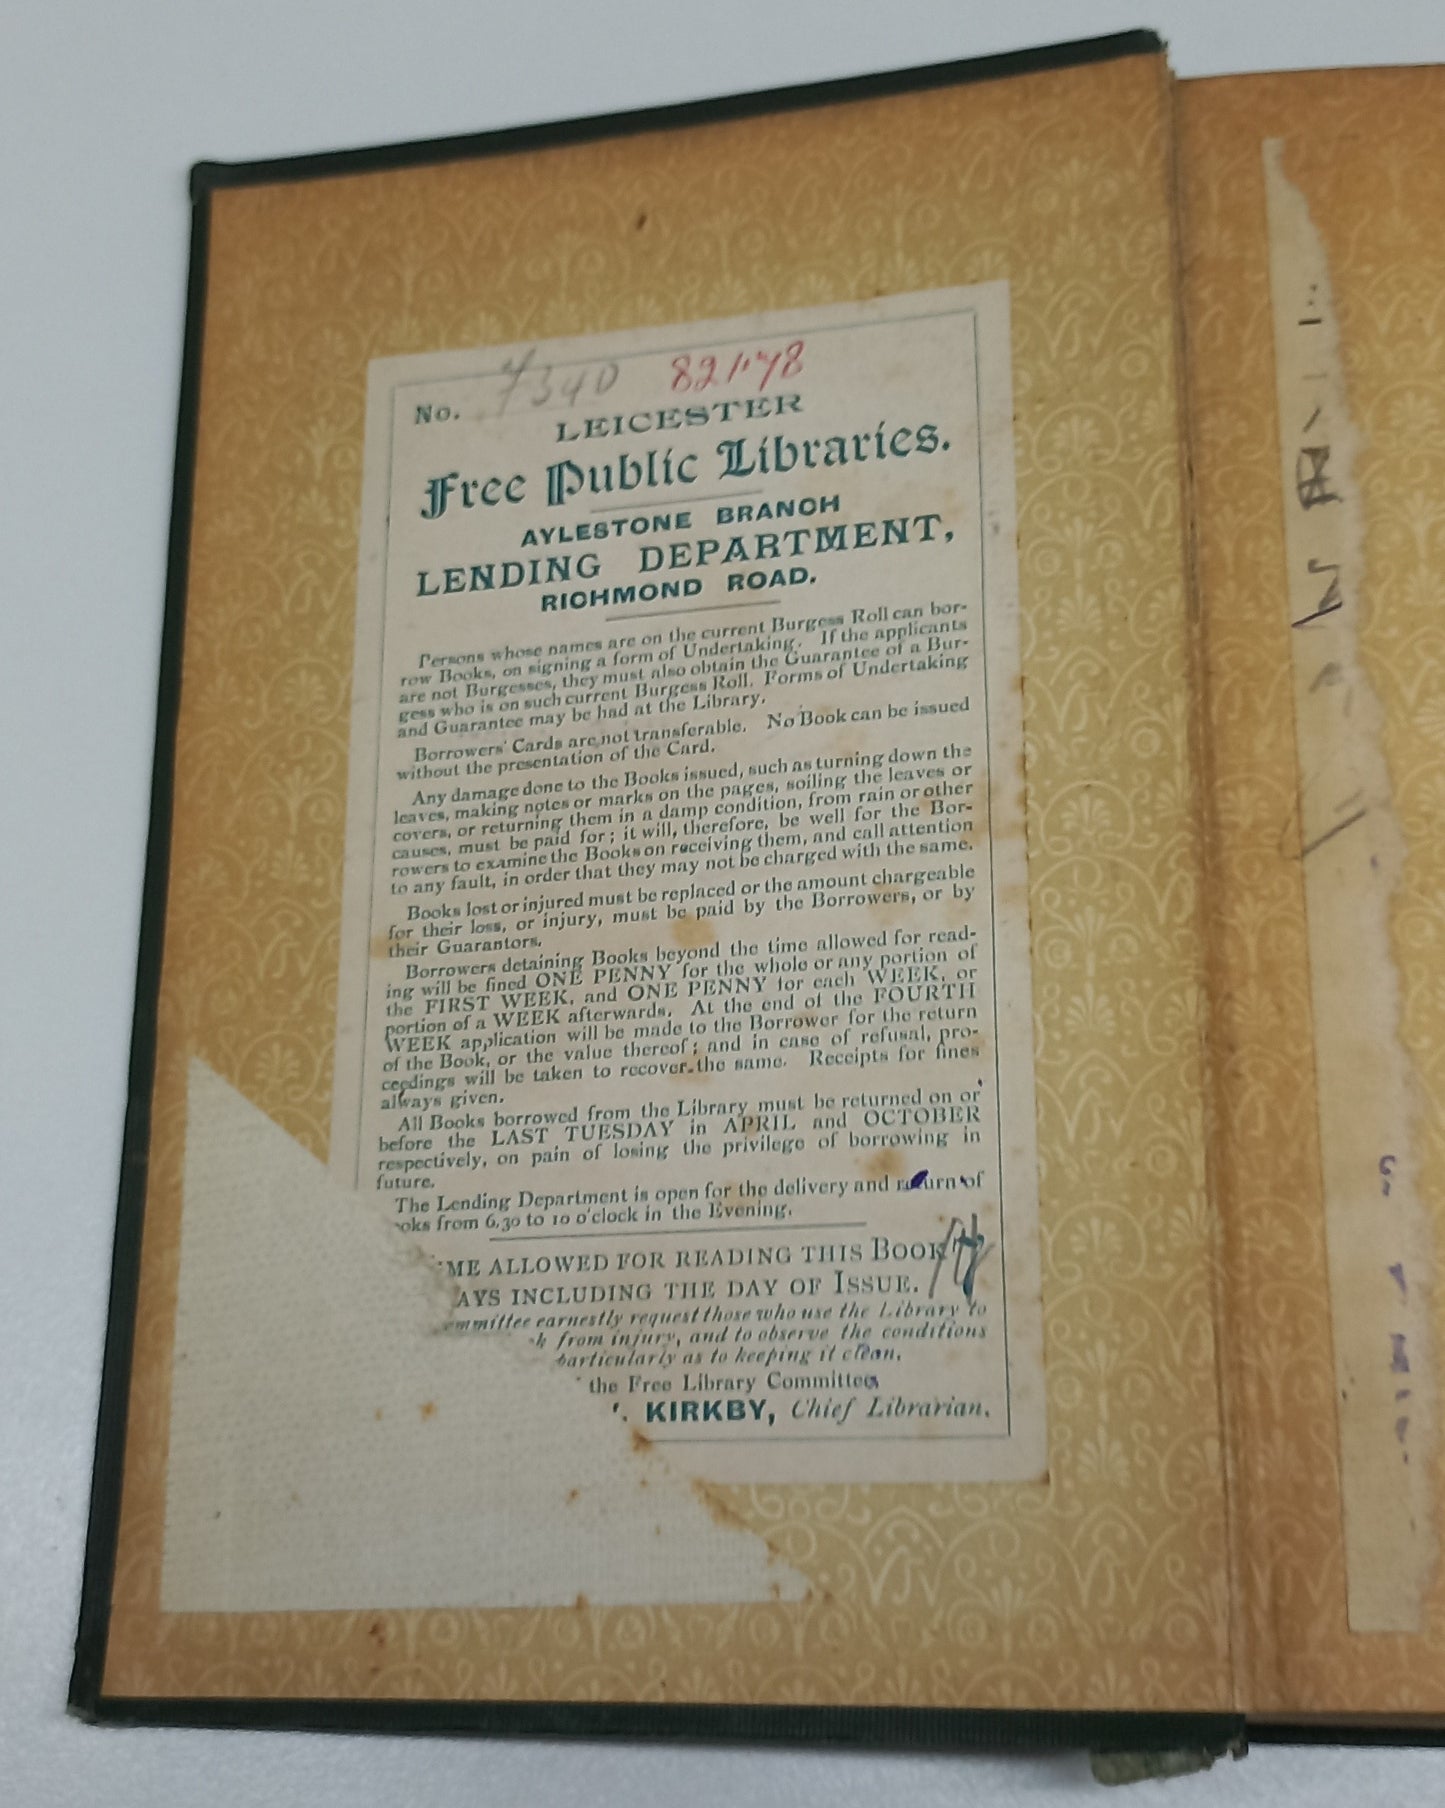 No. 7340 821.78
LEICESTER
Free Public Libraries.
AYLESTONE BRANCH
LENDING DEPARTMENT,
RICHMOND ROAD.
Persons whose names are on the current Burgess Roll can bor-
row Books, on signing a form of Undertaking. If the applicants
are not Burgesses, they must also obtain the Guarantee of a Bur-
gess who is on such current Burgess Roll. Forms of Undertaking
and Guarantee may be had at the Library.
Borrowers' Cards are not transferable. No Book can be issued
without the presentation of the Card.
Any damage done to the Books issued, such as turning down the
leaves, making notes or marks on the pages, soiling the leaves or
covers, or returning them in a damp condition, from rain or other
causes, must be paid for; it will, therefore, be well for the Bor-
rowers to examine the Books on receiving them, and call attention
to any fault, in order that they may not be charged with the same.
Books lost or injured must be replaced or the amount chargeable
for their loss, or injury, must be paid by the Borrowers, or by
their Guarantors.
Borrowers detaining Books beyond the time allowed for read-
ing will be fined ONE PENNY for the whole or any portion of
the FIRST WEEK, and ONE PENNY for each WEEK, or
portion of a WEEK afterwards. At the end of the FOURTH
WEEK application will be made to the Borrower for the return
of the Book, or the value thereof; and in case of refusal, pro-
ceedings will be taken to recover the same. Receipts for fines
always given.
All Books borrowed from the Library must be returned on or
before the LAST TUESDAY in APRIL and OCTOBER
respectively, on pain of losing the privilege of borrowing in
future.
The Lending Department is open for the delivery and return of
ooks from 6.30 to 10 o'clock in the Evening.
ME ALLOWED FOR READING THIS BOOK 14
AYS INCLUDING THE DAY OF ISSUE.
ommittee earnestly request those who use the Library to
k from injury, and to observe the conditions
particularly as to keeping it clean.
the Free Library Committee
KIRKBY, Chief Librarian.